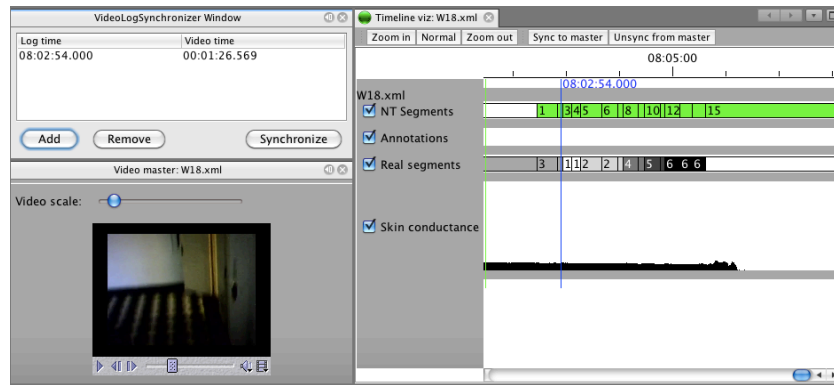 VideoLogSynchronizer Window
Log time Video time
08:02:54.000 00:01:26.569
Add Remove Synchronize
Video master: W18.xml
Video scale:
Timeline viz: W18.xml
Zoom in Normal Zoom out Sync to master Unsync from master
08:05:00
08:02:54.000
W18.xml
NT Segments 1 3 4 5 6 8 10 12 15
Annotations
Real segments 3 1 1 2 2 4 5 6 6 6
Skin conductance